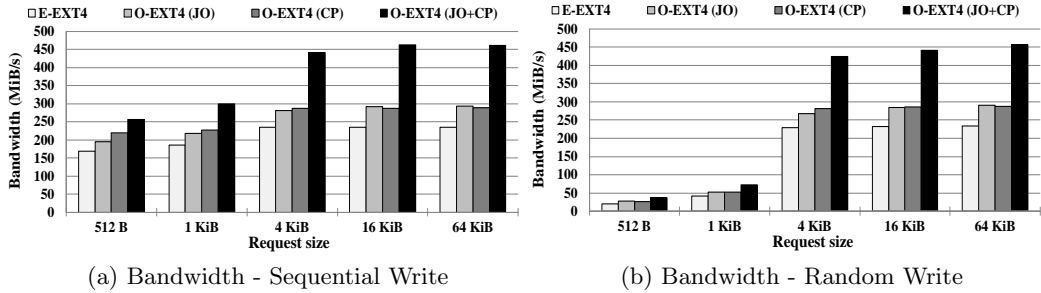 E-EXT4 O-EXT4 (JO) O-EXT4 (CP) O-EXT4 (JO+CP)
Bandwidth (MiB/s)
500
450
400
350
300
250
200
150
100
50
0
512 B 1 KiB 4 KiB 16 KiB 64 KiB
Request size
(a) Bandwidth - Sequential Write
E-EXT4 O-EXT4 (JO) O-EXT4 (CP) O-EXT4 (JO+CP)
Bandwidth (MiB/s)
500
450
400
350
300
250
200
150
100
50
0
512 B 1 KiB 4 KiB 16 KiB 64 KiB
Request size
(b) Bandwidth - Random Write